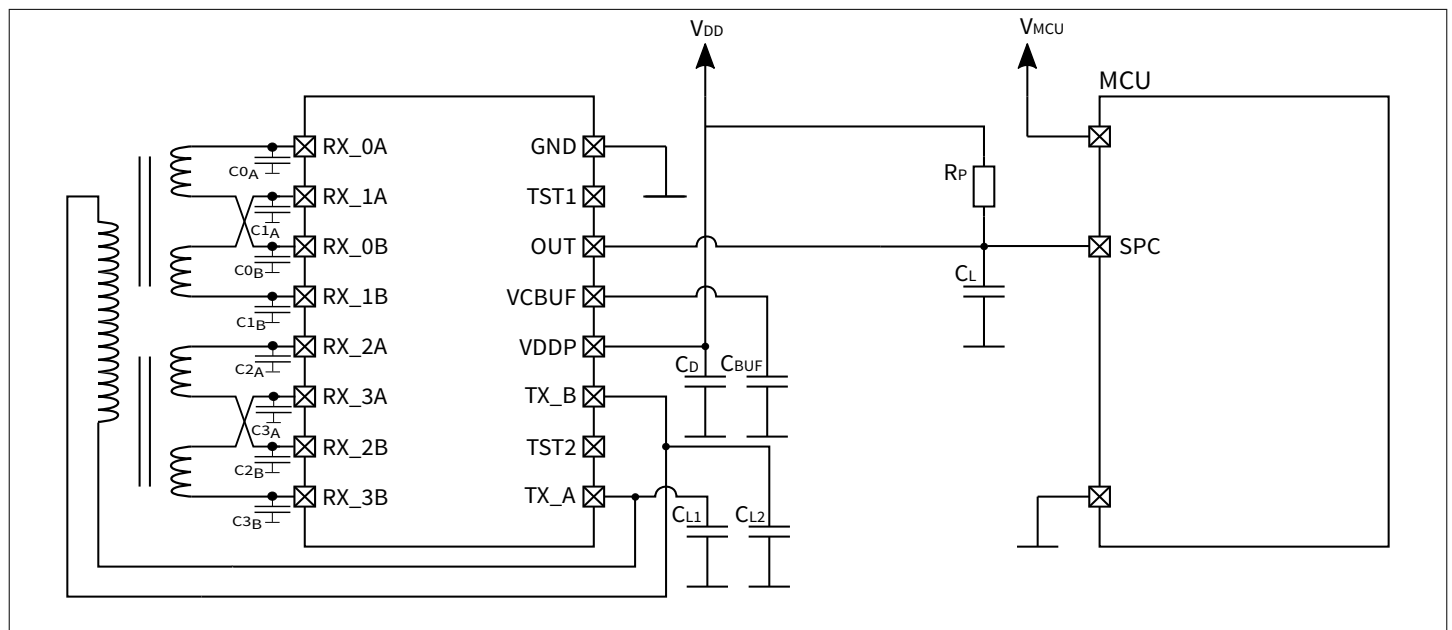 VDD
VMCU
MCU
RX_0A
C0A
RX_1A
C1A
RX_0B
C0B
RX_1B
C1B
RX_2A
C2A
RX_3A
C3A
RX_2B
C2B
RX_3B
C3B
GND
TST1
OUT
VCBUF
VDDP
TX_B
TST2
TX_A
CD
CBUF
CL1
CL2
RP
CL
SPC